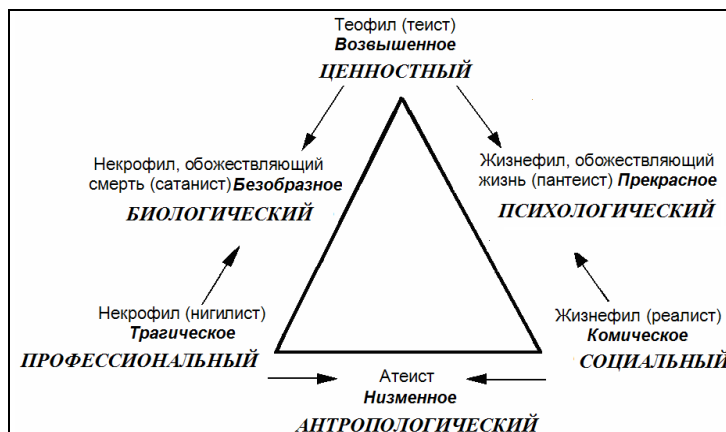 Теофил (теист)
Возвышенное
ЦЕННОСТНЫЙ
Некрофил, обожествляющий
смерть (сатанист) Безобразное
БИОЛОГИЧЕСКИЙ
Жизнефил, обожествляющий
жизнь (пантеист) Прекрасное
ПСИХОЛОГИЧЕСКИЙ
Некрофил (нигилист)
Трагическое
ПРОФЕССИОНАЛЬНЫЙ
Жизнефил (реалист)
Комическое
СОЦИАЛЬНЫЙ
Атеист
Низменное
АНТРОПОЛОГИЧЕСКИЙ